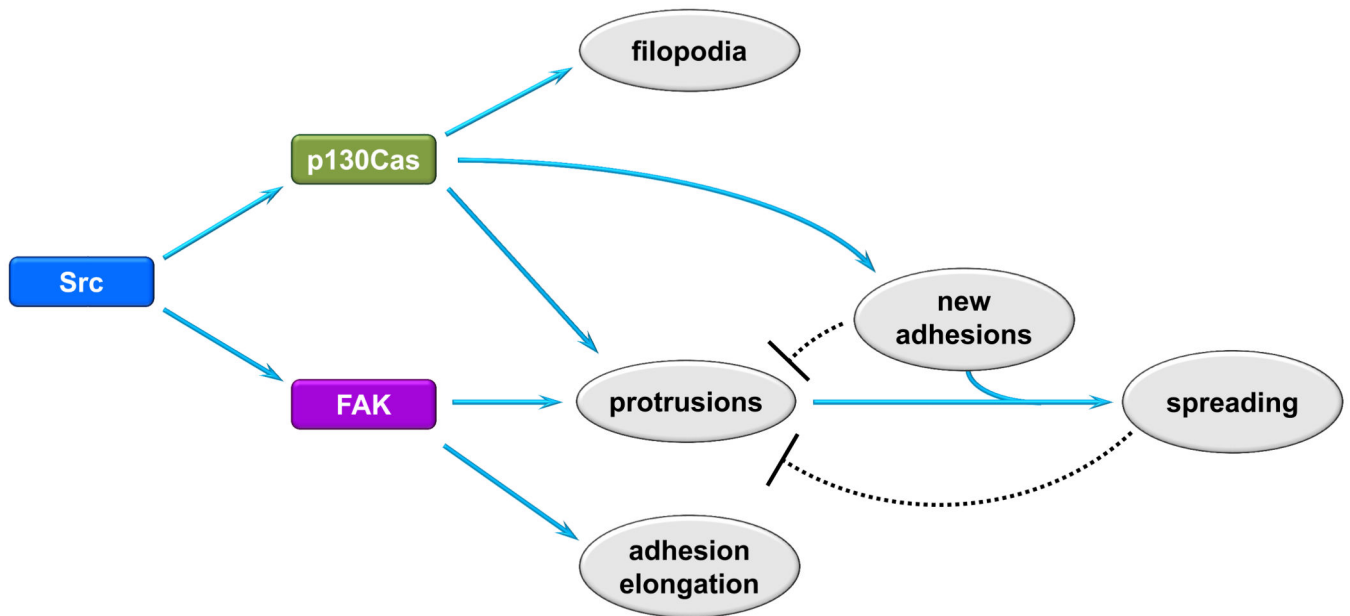 filopodia
p130Cas
Src
new
adhesions
FAK
protrusions
spreading
adhesion
elongation